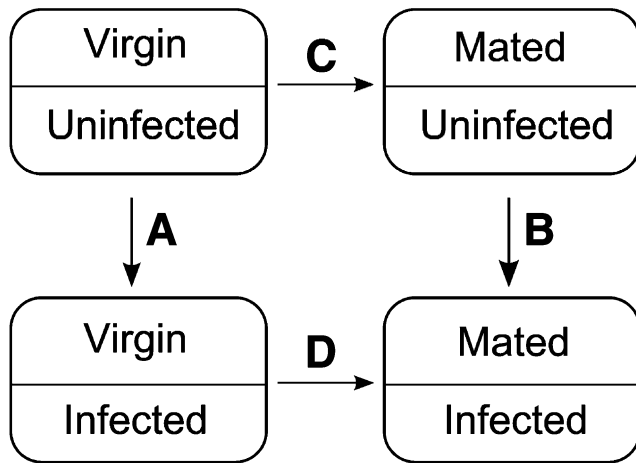 Virgin
Uninfected
C
Mated
Uninfected
A
B
Virgin
Infected
D
Mated
Infected